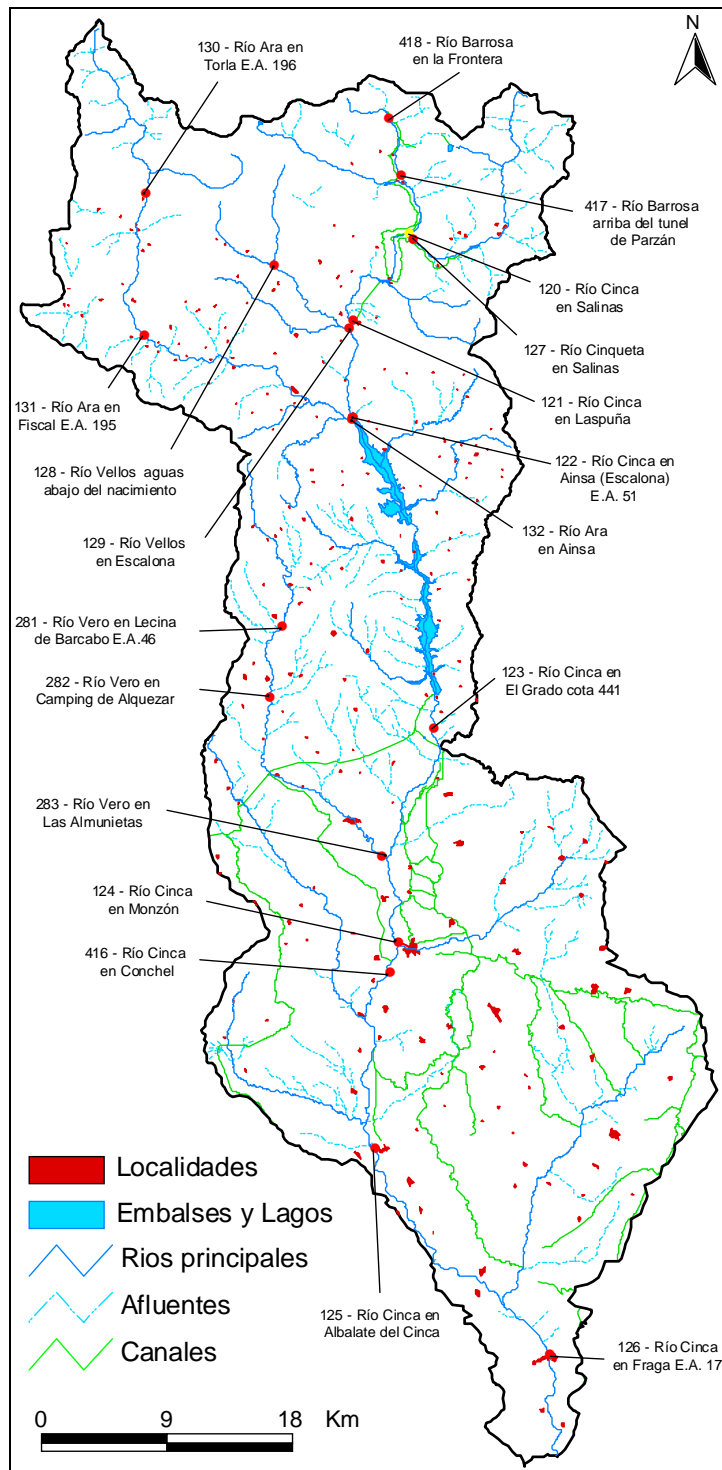 130 - Río Ara en
Torla E.A. 196
418 - Río Barrosa
en la Frontera
N
417 - Río Barrosa
arriba del tunel
de Parzán
120 - Río Cinca
en Salinas
127 - Río Cinqueta
en Salinas
131 - Río Ara en
Fiscal E.A. 195
121 - Río Cinca
en Laspuña
128 - Río Vellos aguas
abajo del nacimiento
122 - Río Cinca en
Ainsa (Escalona)
E.A. 51
129 - Río Vellos
en Escalona
132 - Río Ara
en Ainsa
281 - Río Vero en Lecina
de Barcabo E.A.46
282 - Río Vero en
Camping de Alquezar
123 - Río Cinca en
El Grado cota 441
283 - Río Vero en
Las Almunietas
124 - Río Cinca
en Monzón
416 - Río Cinca
en Conchel
Localidades
Embalses y Lagos
Rios principales
Afluentes
Canales
125 - Río Cinca en
Albalate del Cinca
126 - Río Cinca
en Fraga E.A. 17
0 9 18 Km